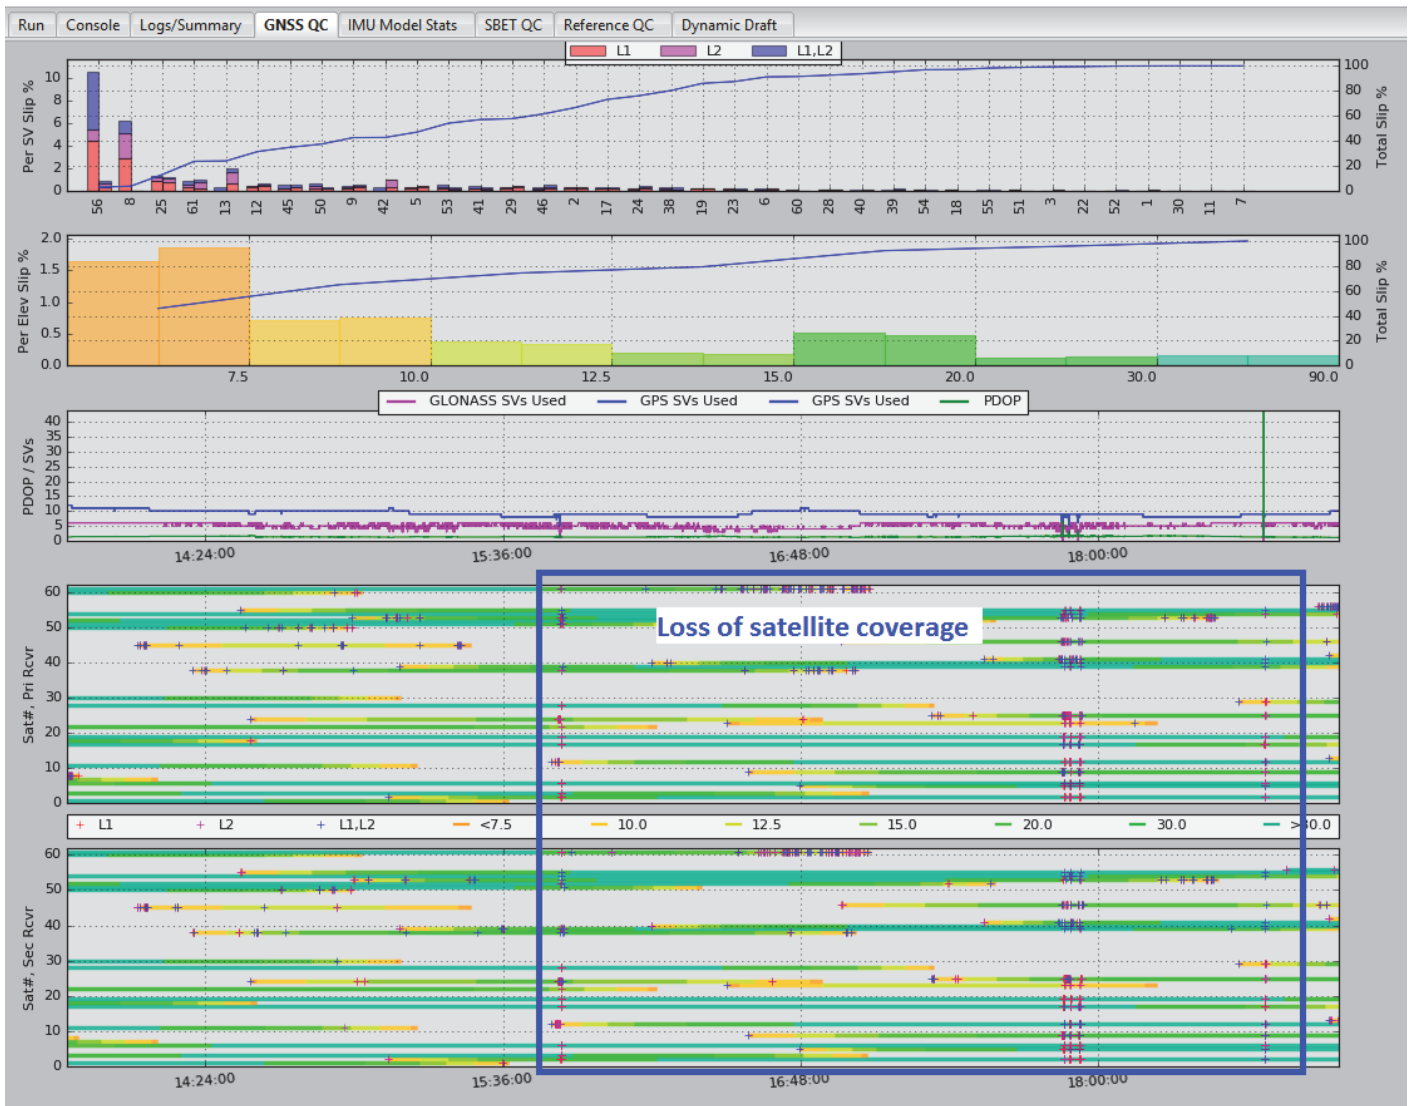 Run Console Logs/Summary GNSS QC IMU Model Stats SBET QC Reference QC Dynamic Draft
L1 L2 L1,L2
Per SV Slip %
10
8
6
4
2
0
100
80
60
40
20
0
Total Slip %
56 8 25 61 13 12 45 50 9 42 5 53 41 29 46 2 17 24 38 19 23 6 60 28 40 39 54 18 55 51 3 22 52 1 30 11 7
Per Elev Slip %
2.0
1.5
1.0
0.5
0.0
100
80
60
40
20
0
Total Slip %
7.5 10.0 12.5 15.0 20.0 30.0 90.0
GLONASS SVs Used GPS SVs Used GPS SVs Used PDOP
PDOP / SVs
40
35
30
25
20
15
10
5
0
14:24:00 15:36:00 16:48:00 18:00:00
Sat#, Pri Rcvr
60
50
40
30
20
10
0
Loss of satellite coverage
L1 L2 L1,L2 <7.5 10.0 12.5 15.0 20.0 30.0 >30.0
Sat#, Sec Rcvr
60
50
40
30
20
10
0
14:24:00 15:36:00 16:48:00 18:00:00